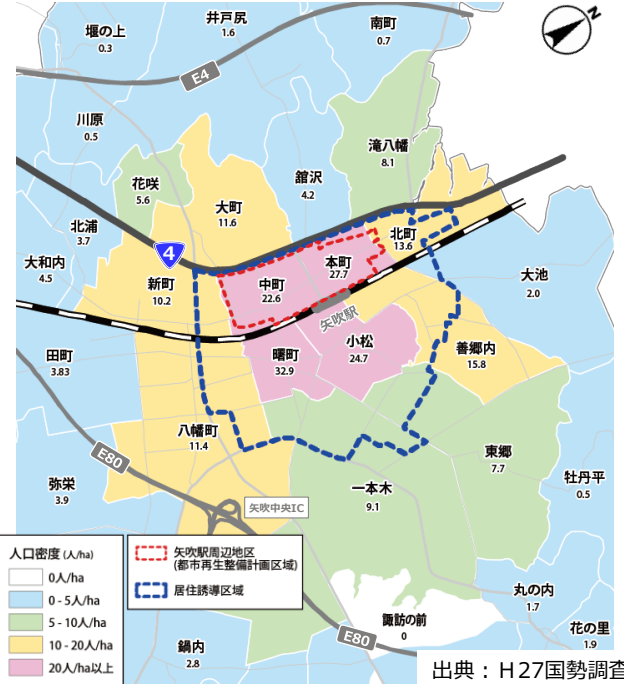 堰の上
0.3
井戸尻
1.6
南町
0.7
N
E4
川原
0.5
滝八幡
8.1
花咲
5.6
舘沢
4.2
大町
11.6
北浦
3.7
4
北町
13.6
大和内
4.5
本町
27.7
新町
10.2
中町
22.6
大池
2.0
矢吹駅
田町
3.83
曙町
32.9
小松
24.7
善郷内
15.8
八幡町
11.4
東郷
7.7
E80
弥栄
3.9
一本木
9.1
牡丹平
0.5
矢吹中央IC
人口密度 (人/ha)
0人/ha
0 - 5人/ha
5 - 10人/ha
10 - 20人/ha
20人/ha以上
矢吹駅周辺地区
(都市再生整備計画区域)
居住誘導区域
丸の内
1.7
諏訪の前
0
花の里
1.9
E80
鍋内
2.8
出典：Ｈ27国勢調査